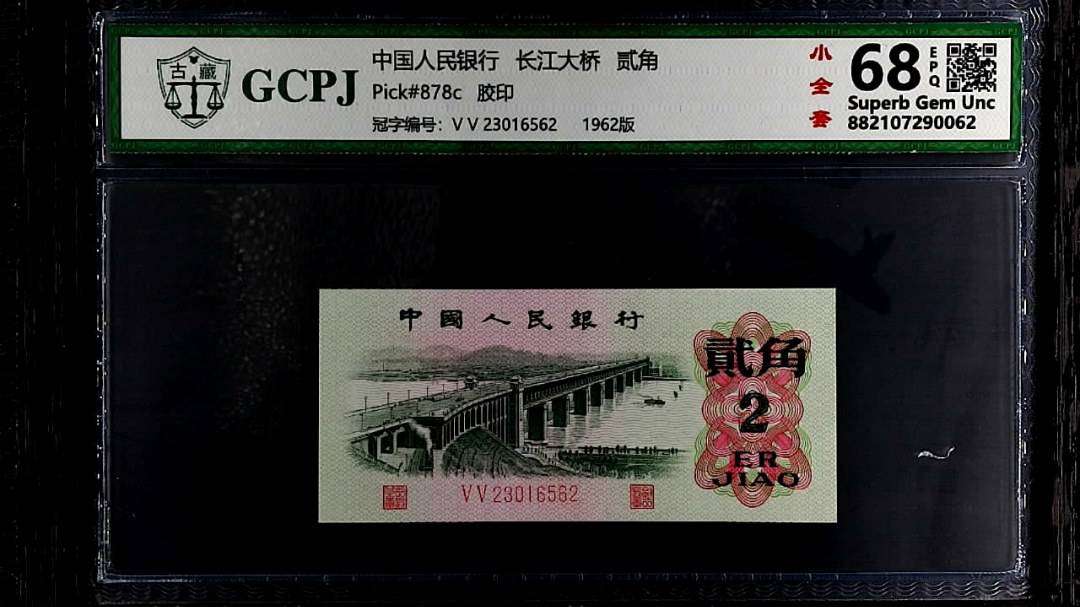 古藏
GCPJ
中国人民银行 长江大桥 贰角
Pick#878c 胶印
冠字编号: V V 23016562 1962版
小全套
68
EPQ
Superb Gem Unc
882107290062
中國人民銀行
貳角
2
ER
JIAO
VV 23016562